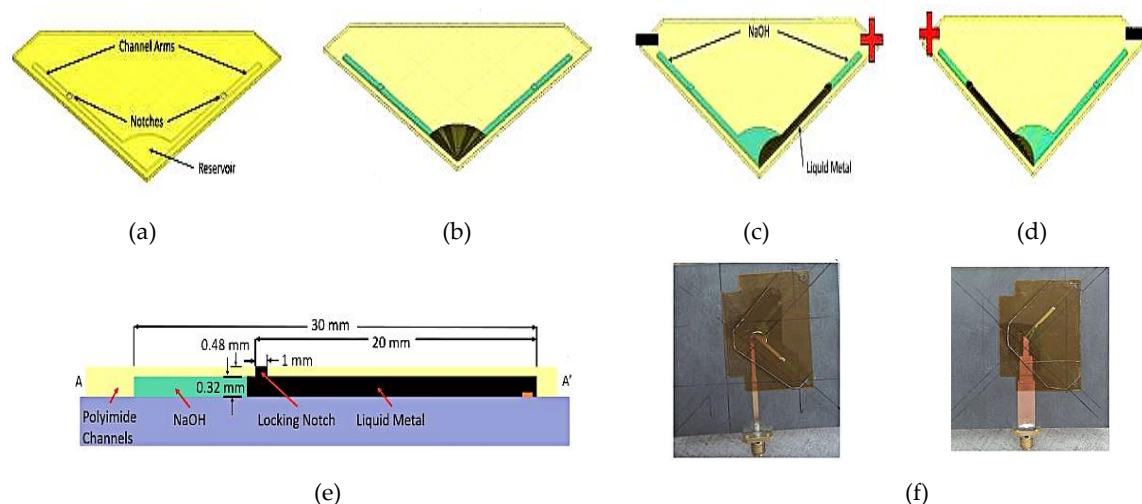 Channel Arms
Notches
Reservoir
NaOH
Liquid Metal
(a)
(b)
(c)
(d)
30 mm
20 mm
0.48 mm
1 mm
0.32 mm
A
A'
Polyimide
Channels
NaOH
Locking Notch
Liquid Metal
(e)
(f)